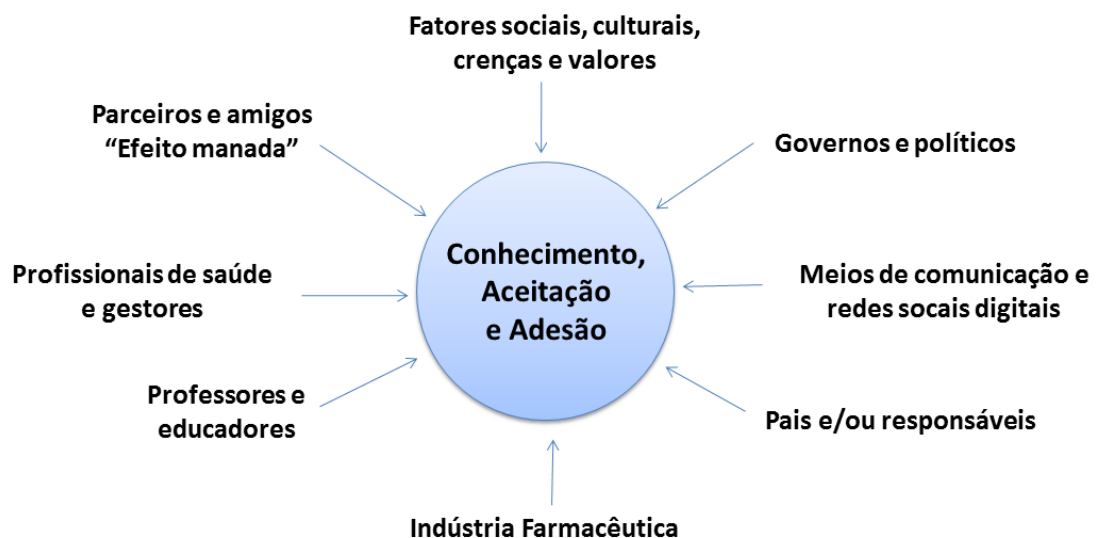 Fatores sociais, culturais,
crenças e valores
Parceiros e amigos
“Efeito manada”
Governos e políticos
Profissionais de saúde
e gestores
Conhecimento,
Aceitação
e Adesão
Meios de comunicação e
redes socais digitais
Professores e
educadores
Pais e/ou responsáveis
Indústria Farmacêutica